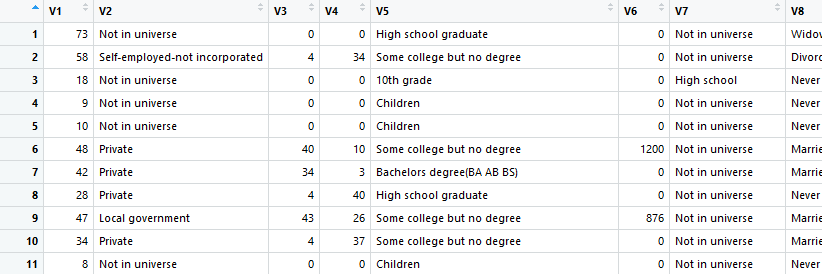 V1 V2 V3 V4 V5 V6 V7 V8
1 73 Not in universe 0 0 High school graduate 0 Not in universe Widov
2 58 Self-employed-not incorporated 4 34 Some college but no degree 0 Not in universe Divorc
3 18 Not in universe 0 0 10th grade 0 High school Never
4 9 Not in universe 0 0 Children 0 Not in universe Never
5 10 Not in universe 0 0 Children 0 Not in universe Never
6 48 Private 40 10 Some college but no degree 1200 Not in universe Marrie
7 42 Private 34 3 Bachelors degree(BA AB BS) 0 Not in universe Marrie
8 28 Private 4 40 High school graduate 0 Not in universe Never
9 47 Local government 43 26 Some college but no degree 876 Not in universe Marrie
10 34 Private 4 37 Some college but no degree 0 Not in universe Marrie
11 8 Not in universe 0 0 Children 0 Not in universe Never